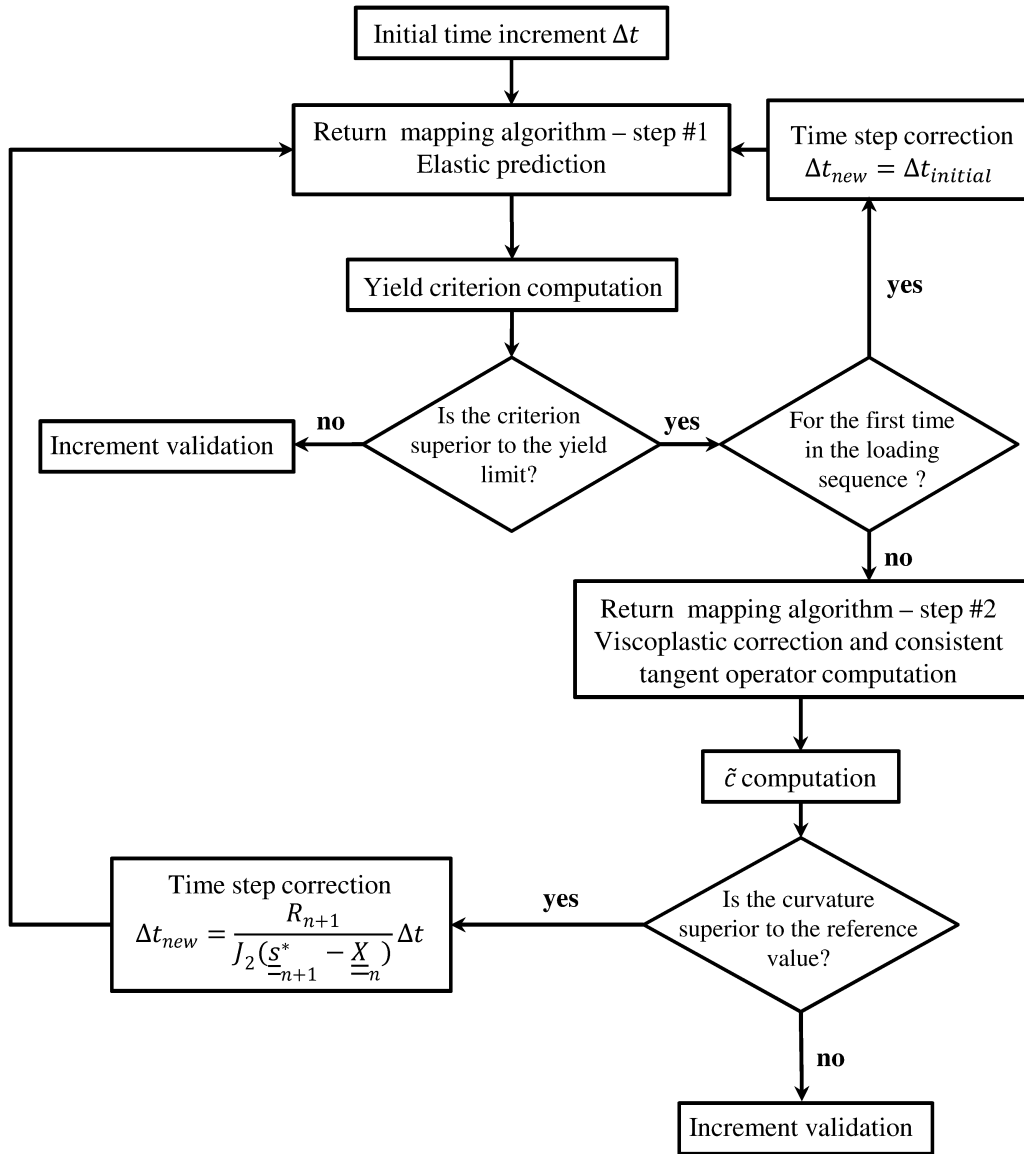 Initial time increment Δt
Return mapping algorithm – step #1
Elastic prediction
Time step correction
Δt_new = Δt_initial
Yield criterion computation
yes
Is the criterion
superior to the yield
limit?
no
yes
For the first time
in the loading
sequence ?
Increment validation
no
Return mapping algorithm – step #2
Viscoplastic correction and consistent
tangent operator computation
c̃ computation
Is the curvature
superior to the reference
value?
yes
Time step correction
Δt_new = R_{n+1} / J_2(s̳*_{n+1} − X̳_n) Δt
no
Increment validation